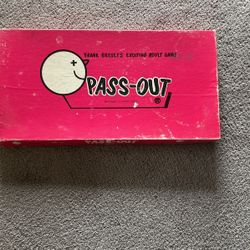 FRANK BRESEE'S EXCITING ADULT GAME
PASS-OUT
®
PASS-OUT